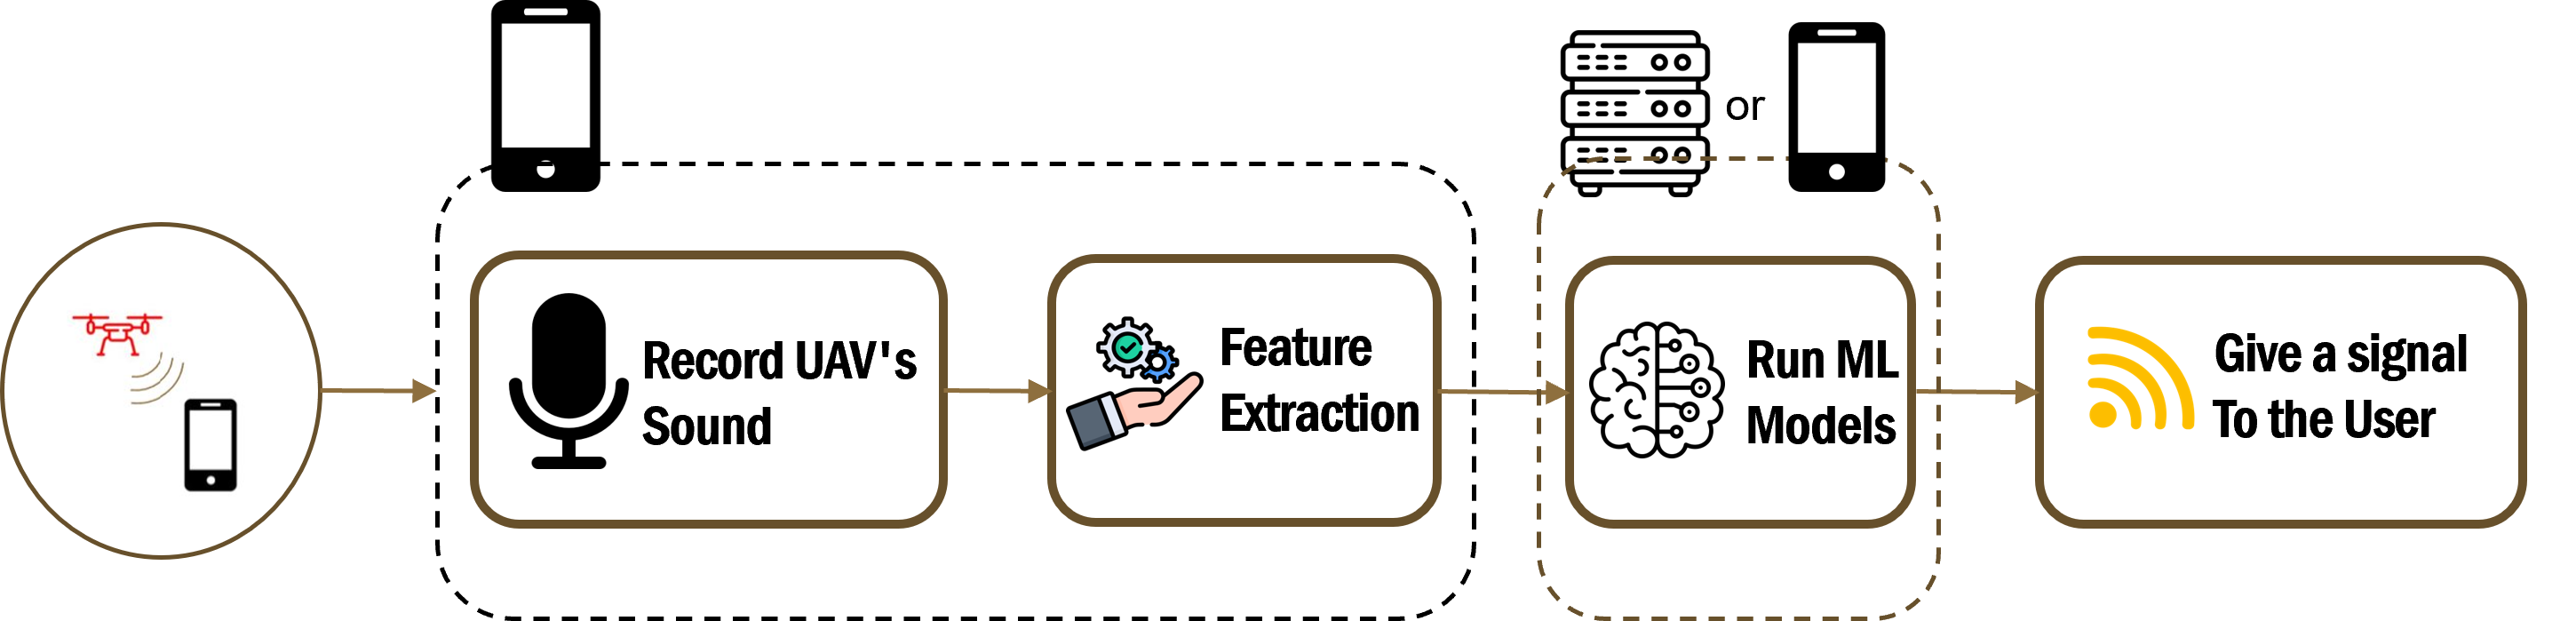 or
Record UAV's
Sound
Feature
Extraction
Run ML
Models
Give a signal
To the User